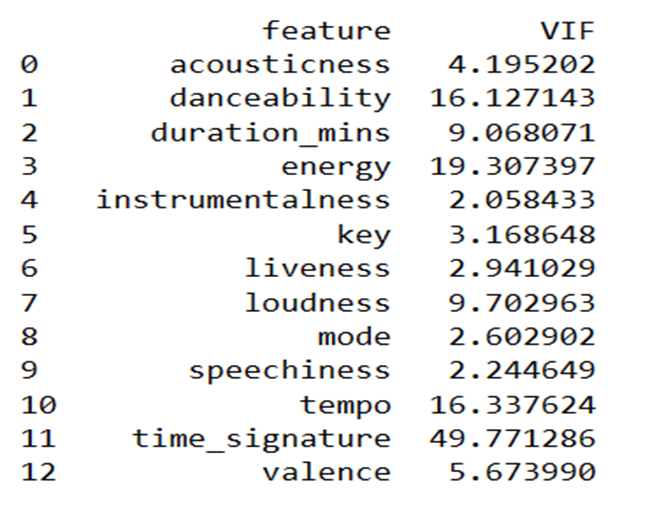 feature VIF
0 acousticness 4.195202
1 danceability 16.127143
2 duration_mins 9.068071
3 energy 19.307397
4 instrumentalness 2.058433
5 key 3.168648
6 liveness 2.941029
7 loudness 9.702963
8 mode 2.602902
9 speechiness 2.244649
10 tempo 16.337624
11 time_signature 49.771286
12 valence 5.673990